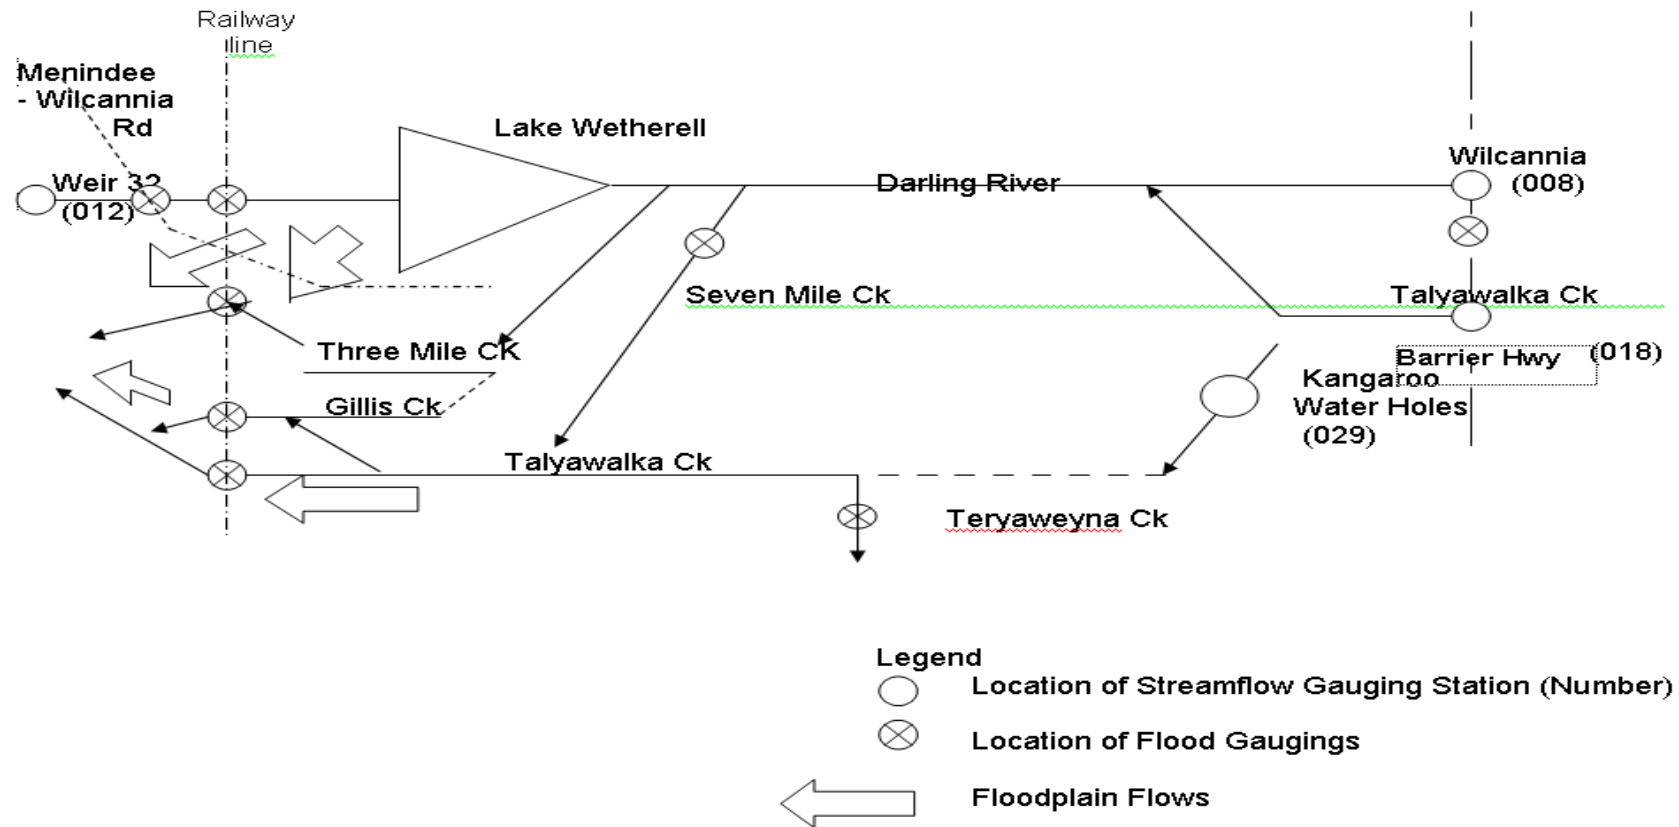 Railway
line
Menindee
- Wilcannia
Rd
Lake Wetherell
Wilcannia
(008)
Weir 32
(012)
Darling River
Seven Mile Ck
Talyawalka Ck
(018)
Barrier Hwy
Three Mile CK
Kangaroo
Water Holes
(029)
Gillis Ck
Talyawalka Ck
Teryaweyna Ck
Legend
Location of Streamflow Gauging Station (Number)
Location of Flood Gaugings
Floodplain Flows